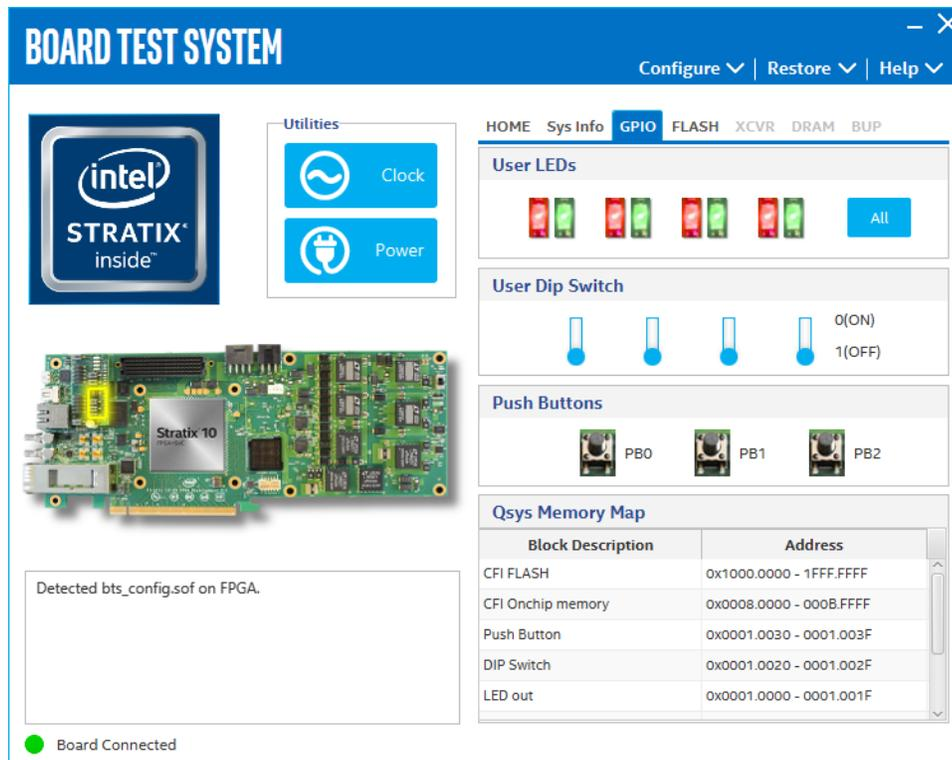 BOARD TEST SYSTEM
Configure | Restore | Help
intel
STRATIX
inside™
Utilities
Clock
Power
HOME Sys Info GPIO FLASH XCVR DRAM BUP
User LEDs
All
User Dip Switch
0(ON)
1(OFF)
Push Buttons
PB0 PB1 PB2
Stratix 10
Qsys Memory Map
Block Description Address
CFI FLASH 0x1000.0000 - 1FFF.FFFF
CFI Onchip memory 0x0008.0000 - 000B.FFFF
Push Button 0x0001.0030 - 0001.003F
DIP Switch 0x0001.0020 - 0001.002F
LED out 0x0001.0000 - 0001.001F
Detected bts_config.sof on FPGA.
Board Connected